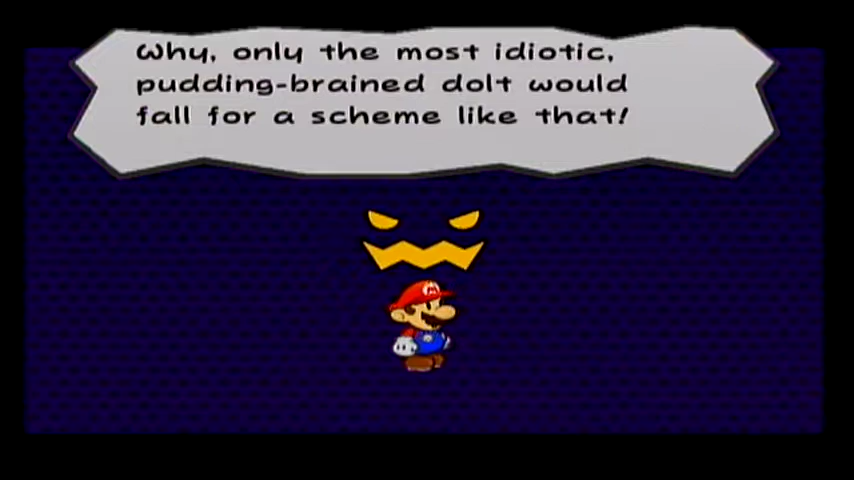 Why, only the most idiotic,
pudding-brained dolt would
fall for a scheme like that!